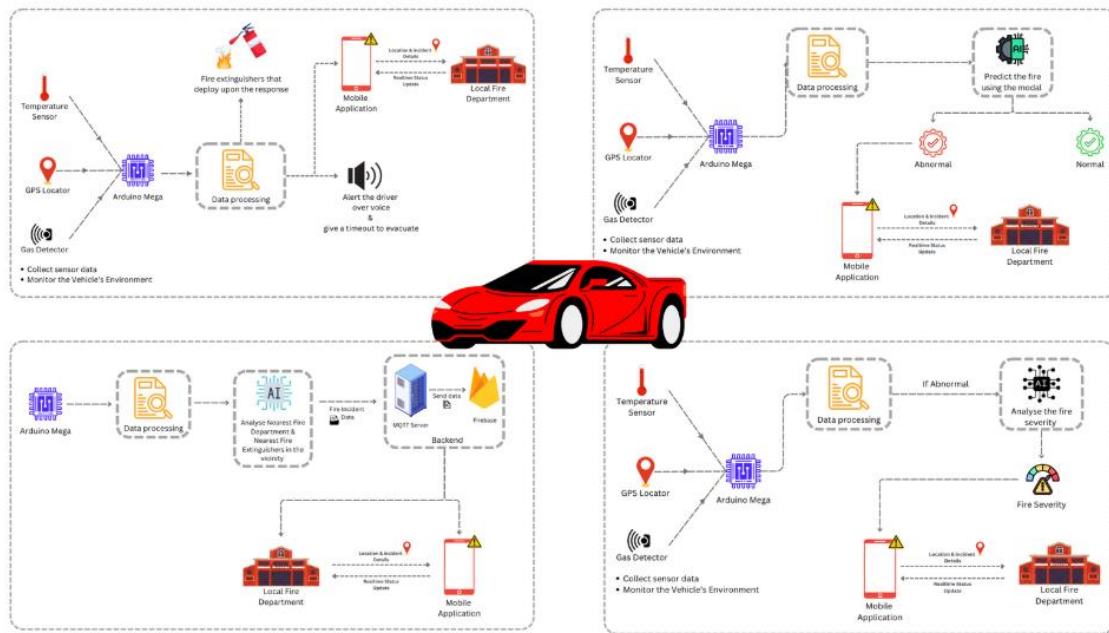 Fire extinguishers that
deploy upon the response
Location & Incident
Details
Realtime Status
Update
Mobile
Application
Local Fire
Department
Temperature
Sensor
GPS Locator
Arduino Mega
Data processing
Gas Detector
Alert the driver
over voice
&
give a timeout to evacuate
• Collect sensor data
• Monitor the Vehicle's Environment
Temperature
Sensor
Data processing
AI
Predict the fire
using the modal
GPS Locator
Arduino Mega
Abnormal
Normal
Gas Detector
Location & Incident
Details
Realtime Status
Update
Mobile
Application
Local Fire
Department
• Collect sensor data
• Monitor the Vehicle's Environment
Arduino Mega
Data processing
AI
Analyse Nearest Fire
Department &
Nearest Fire
Extinguishers in the
vicinity
Fire Incident
Data
Send data
MQTT Server
Firebase
Backend
Location & Incident
Details
Realtime Status
Update
Local Fire
Department
Mobile
Application
Temperature
Sensor
Data processing
If Abnormal
AI
Analyse the fire
severity
GPS Locator
Arduino Mega
Fire Severity
Gas Detector
Location & Incident
Details
Realtime Status
Update
Mobile
Application
Local Fire
Department
• Collect sensor data
• Monitor the Vehicle's Environment